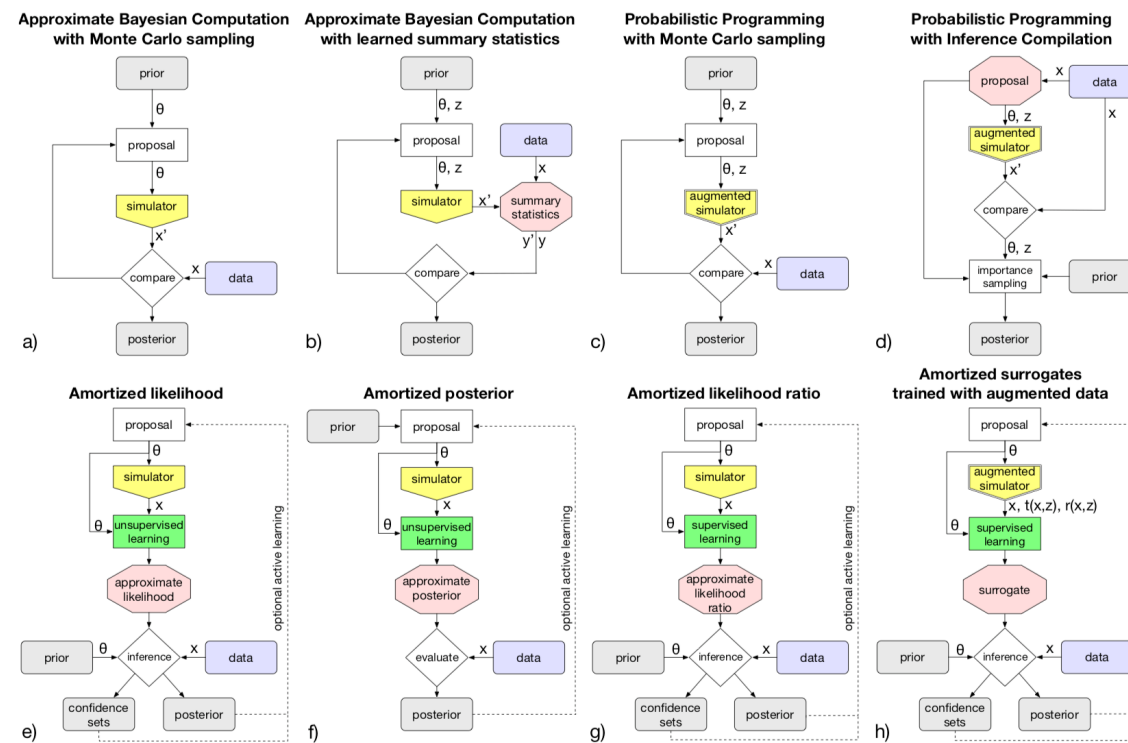 Approximate Bayesian Computation
with Monte Carlo sampling
prior
θ
proposal
θ
simulator
x'
compare
x
data
posterior
a)
Approximate Bayesian Computation
with learned summary statistics
prior
θ, z
proposal
data
θ, z
x
simulator
x'
summary
statistics
y' y
compare
posterior
b)
Probabilistic Programming
with Monte Carlo sampling
prior
θ, z
proposal
θ, z
augmented
simulator
x'
compare
x
data
posterior
c)
Probabilistic Programming
with Inference Compilation
proposal
x
data
θ, z
x
augmented
simulator
x'
compare
θ, z
importance
sampling
prior
posterior
d)
Amortized likelihood
proposal
θ
simulator
x
θ
unsupervised
learning
approximate
likelihood
prior
θ
inference
x
data
confidence
sets
posterior
optional active learning
e)
Amortized posterior
prior
proposal
θ
simulator
x
θ
unsupervised
learning
approximate
posterior
evaluate
x
data
posterior
optional active learning
f)
Amortized likelihood ratio
proposal
θ
simulator
x
θ
supervised
learning
approximate
likelihood
ratio
prior
θ
inference
x
data
confidence
sets
posterior
optional active learning
g)
Amortized surrogates
trained with augmented data
proposal
θ
augmented
simulator
x, t(x,z), r(x,z)
θ
supervised
learning
surrogate
prior
θ
inference
x
data
confidence
sets
posterior
h)